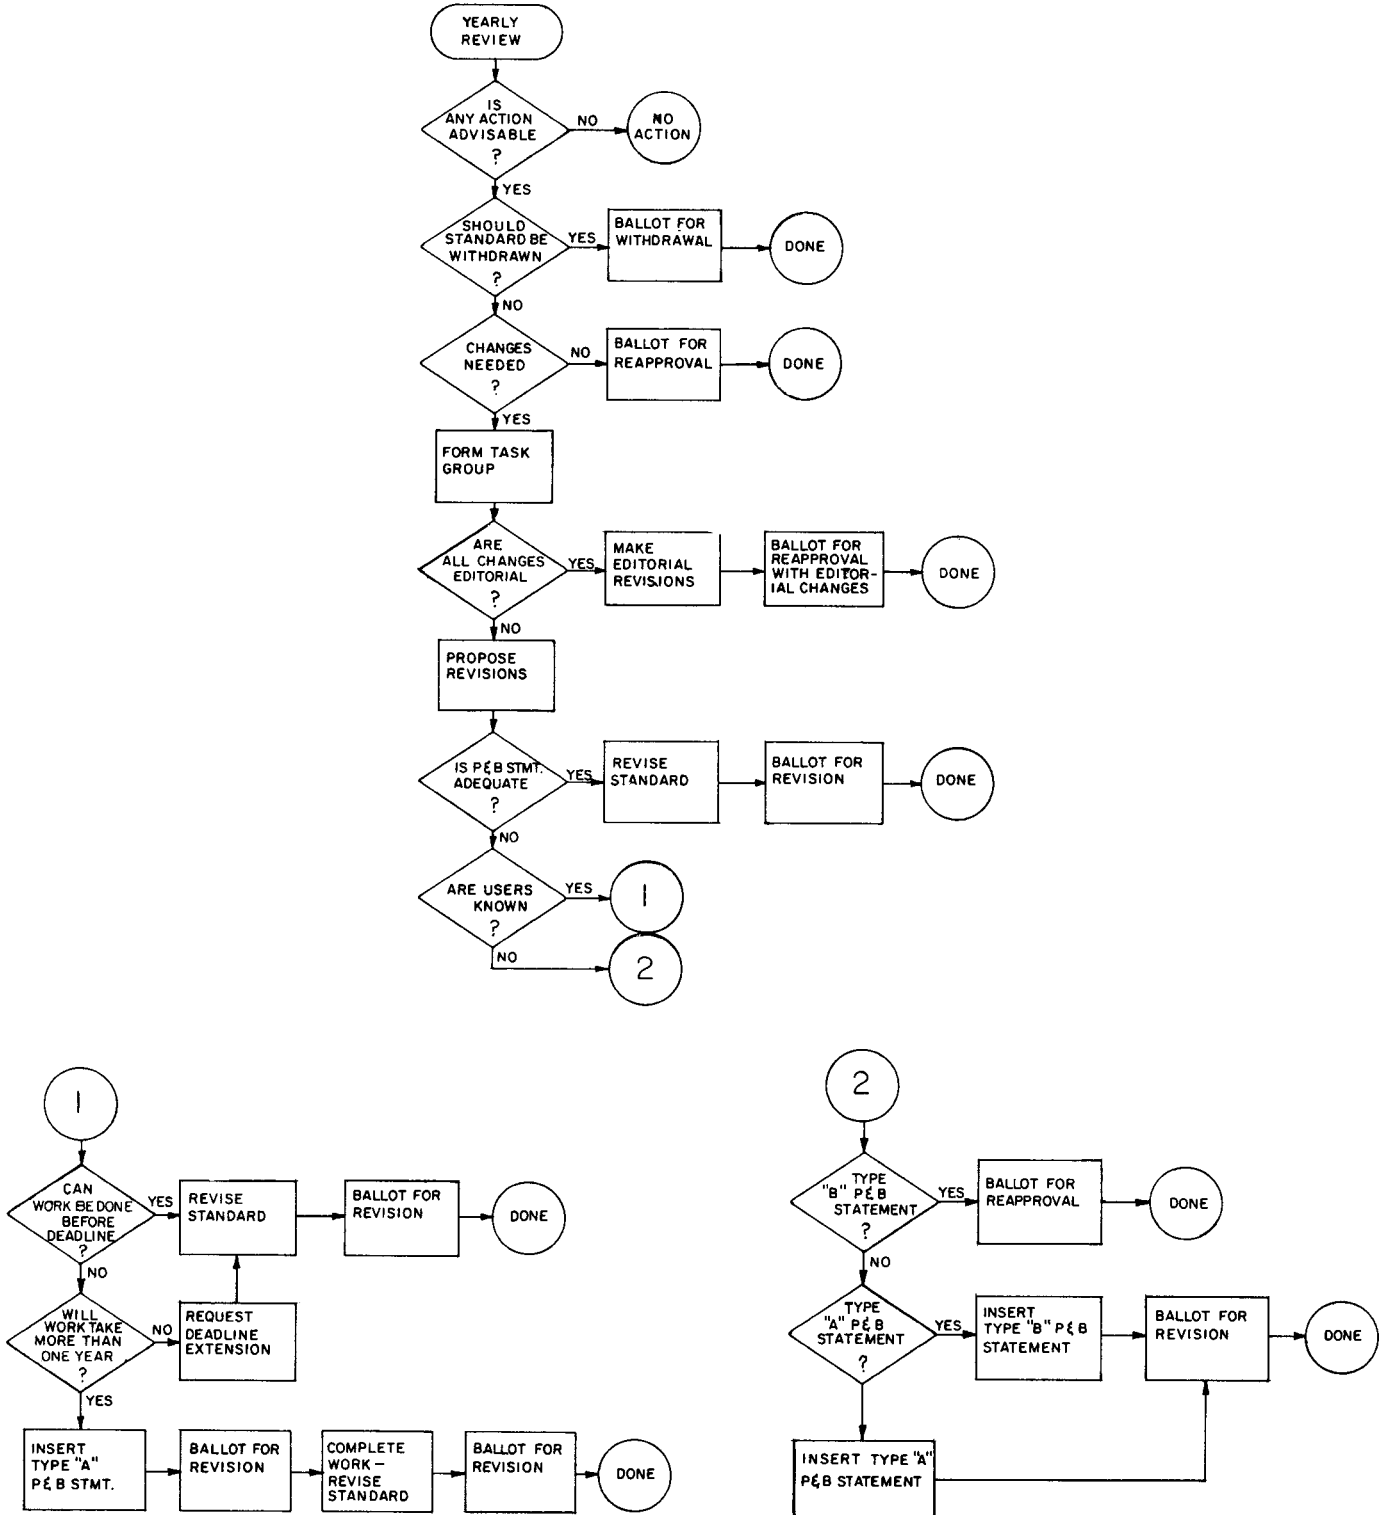 YEARLY
REVIEW
IS
ANY ACTION
ADVISABLE
?
NO
NO
ACTION
YES
SHOULD
STANDARD BE
WITHDRAWN
?
YES
BALLOT FOR
WITHDRAWAL
DONE
NO
CHANGES
NEEDED
?
NO
BALLOT FOR
REAPPROVAL
DONE
YES
FORM TASK
GROUP
ARE
ALL CHANGES
EDITORIAL
?
YES
MAKE
EDITORIAL
REVISIONS
BALLOT FOR
REAPPROVAL
WITH EDITOR-
IAL CHANGES
DONE
NO
PROPOSE
REVISIONS
IS P&B STMT.
ADEQUATE
?
YES
REVISE
STANDARD
BALLOT FOR
REVISION
DONE
NO
ARE USERS
KNOWN
?
YES
1
NO
2
1
CAN
WORK BE DONE
BEFORE
DEADLINE
?
YES
REVISE
STANDARD
BALLOT FOR
REVISION
DONE
NO
WILL
WORK TAKE
MORE THAN
ONE YEAR
?
NO
REQUEST
DEADLINE
EXTENSION
YES
INSERT
TYPE "A"
P&B STMT.
BALLOT FOR
REVISION
COMPLETE
WORK –
REVISE
STANDARD
BALLOT FOR
REVISION
DONE
2
TYPE
"B" P&B
STATEMENT
?
YES
BALLOT FOR
REAPPROVAL
DONE
NO
TYPE
"A" P&B
STATEMENT
?
YES
INSERT
TYPE "B" P&B
STATEMENT
BALLOT FOR
REVISION
DONE
INSERT TYPE "A"
P&B STATEMENT